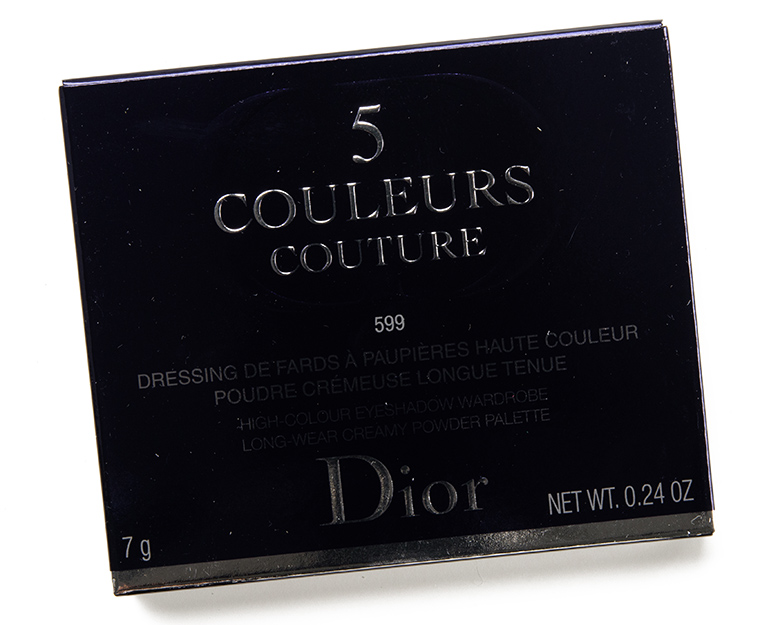 5
COULEURS
COUTURE
599
DRESSING DE FARDS À PAUPIÈRES HAUTE COULEUR
POUDRE CRÉMEUSE LONGUE TENUE
HIGH-COLOUR EYESHADOW WARDROBE
LONG-WEAR CREAMY POWDER PALETTE
Dior
7 g
NET WT. 0.24 OZ